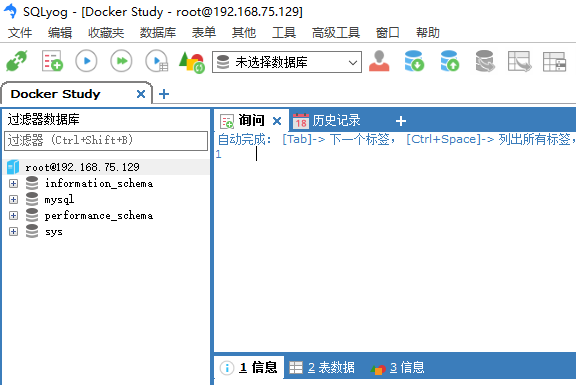 SQLyog - [Docker Study - root@192.168.75.129]
文件 编辑 收藏夹 数据库 表单 其他 工具 高级工具 窗口 帮助
未选择数据库
Docker Study
过滤器数据库
过滤器 (Ctrl+Shift+B)
root@192.168.75.129
information_schema
mysql
performance_schema
sys
询问 18 历史记录
自动完成: [Tab]-> 下一个标签, [Ctrl+Space]-> 列出所有标签,
1
1 信息 2 表数据 3 信息